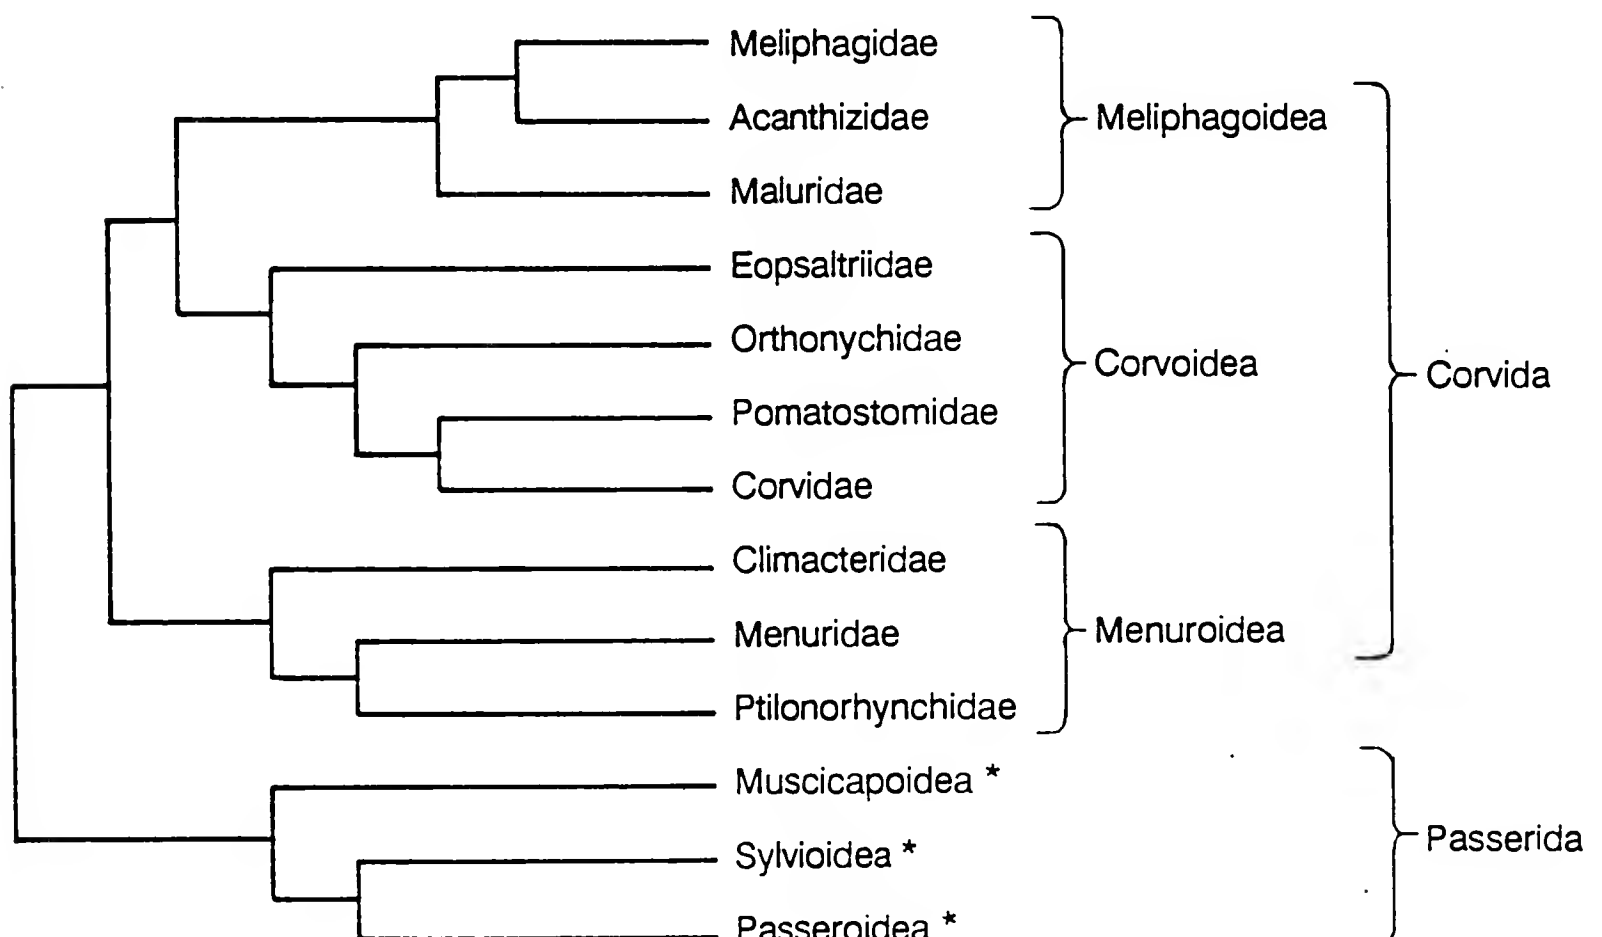 Meliphagidae
Acanthizidae
Meliphagoidea
Maluridae
Eopsaltriidae
Orthonychidae
Corvoidea
Corvida
Pomatostomidae
Corvidae
Climacteridae
Menuridae
Menuroidea
Ptilonorhynchidae
Muscicapoidea *
Passerida
Sylvioidea *
Passeroidea *